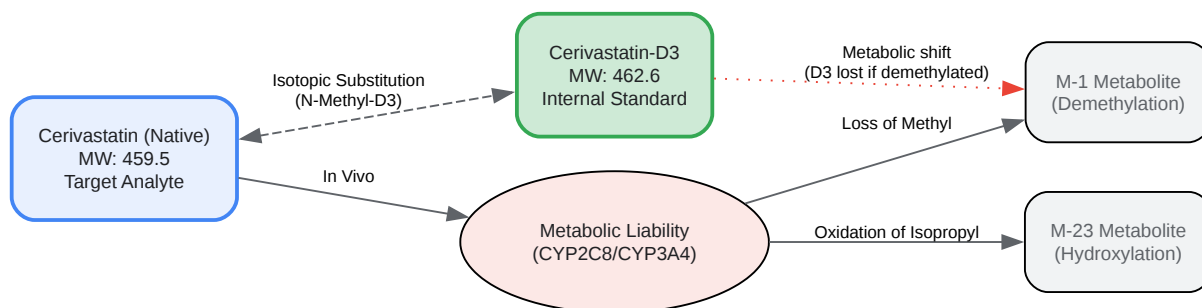 Cerivastatin (Native)
MW: 459.5
Target Analyte
Isotopic Substitution
(N-Methyl-D3)
In Vivo
Cerivastatin-D3
MW: 462.6
Internal Standard
Metabolic Liability
(CYP2C8/CYP3A4)
Metabolic shift
(D3 lost if demethylated)
Loss of Methyl
Oxidation of Isopropyl
M-1 Metabolite
(Demethylation)
M-23 Metabolite
(Hydroxylation)